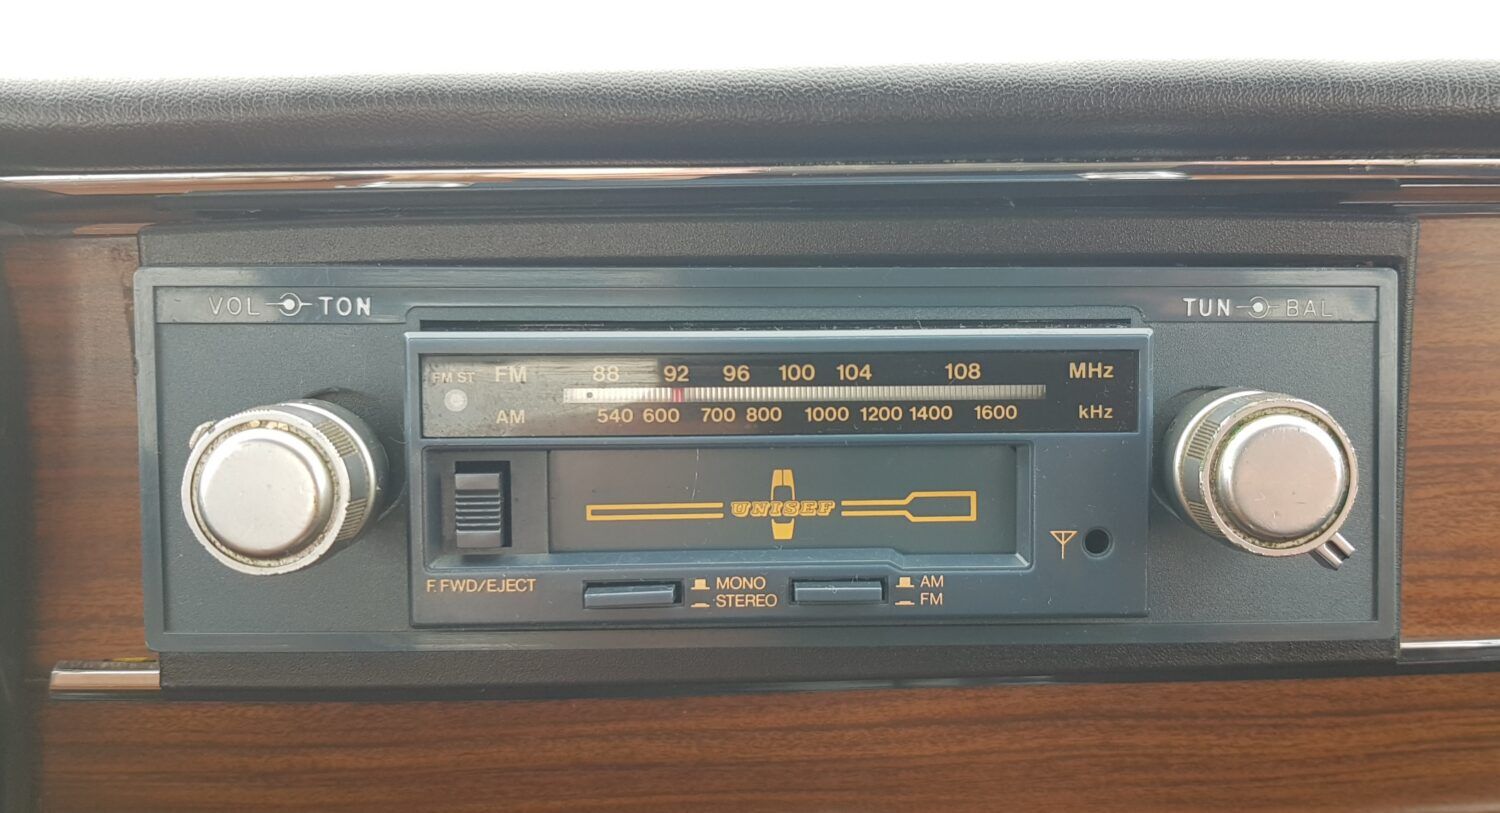 VOL TON
TUN BAL
FM ST FM 88 92 96 100 104 108 MHz
AM 540 600 700 800 1000 1200 1400 1600 kHz
UNISEF
F.FWD/EJECT
MONO
STEREO
AM
FM